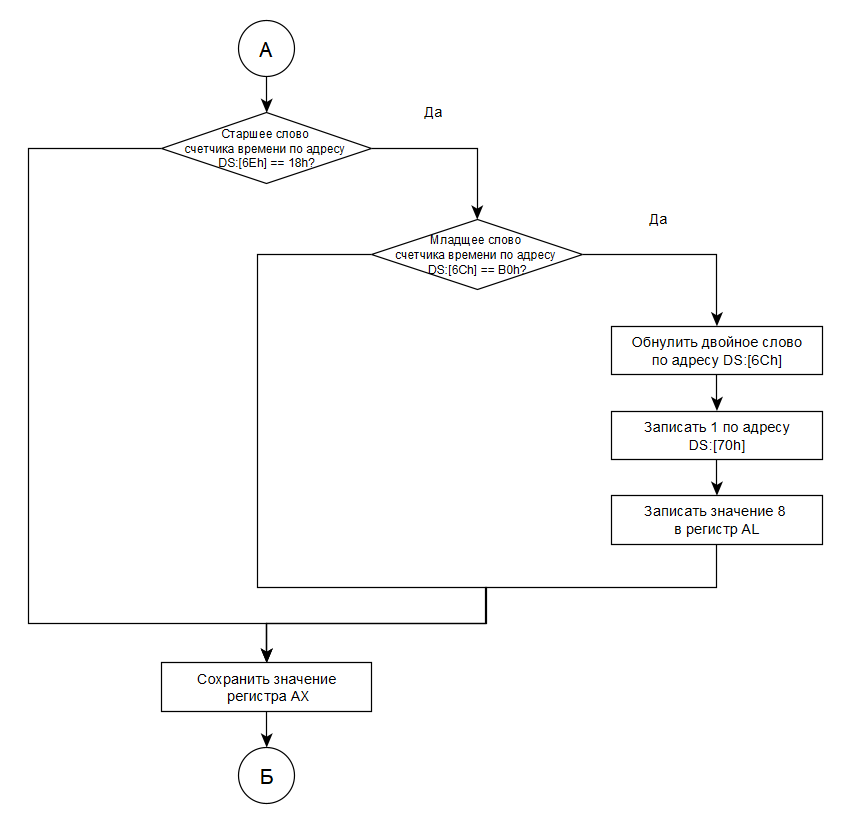 А
Да
Старшее слово
счетчика времени по адресу
DS:[6Eh] == 18h?
Да
Младщее слово
счетчика времени по адресу
DS:[6Ch] == B0h?
Обнулить двойное слово
по адресу DS:[6Ch]
Записать 1 по адресу
DS:[70h]
Записать значение 8
в регистр AL
Сохранить значение
регистра AX
Б